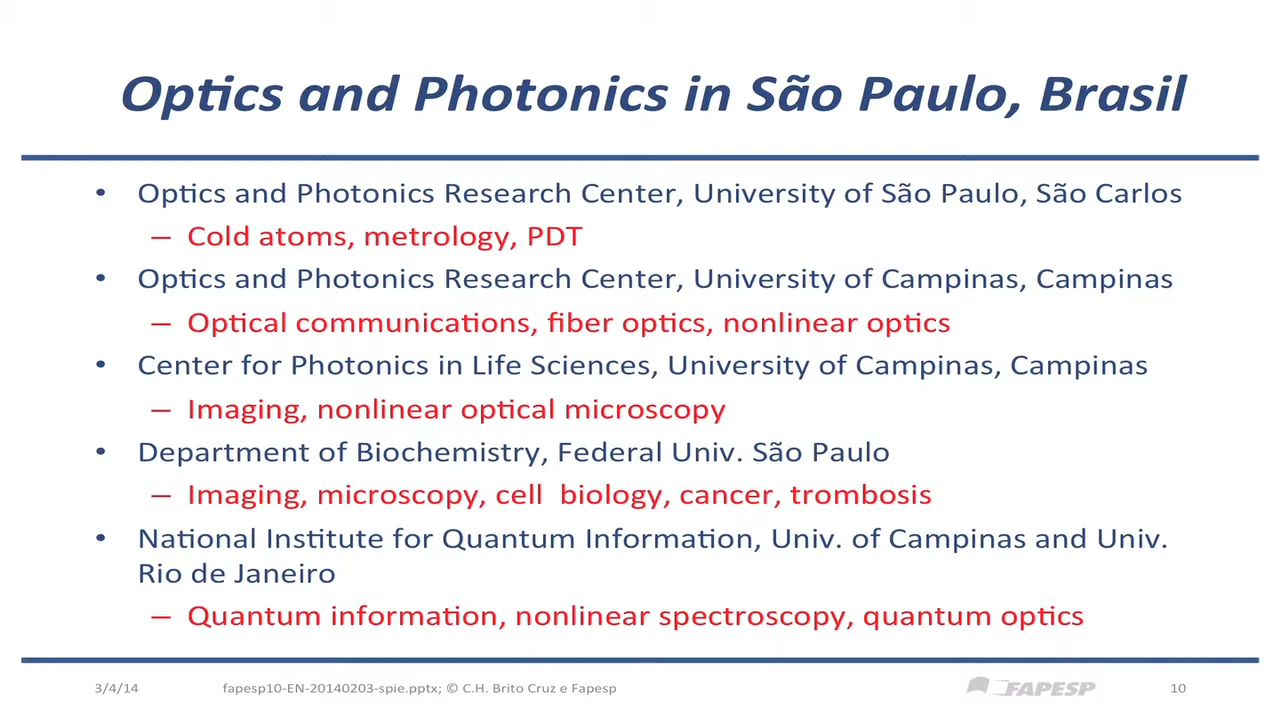 Optics and Photonics in São Paulo, Brasil
• Optics and Photonics Research Center, University of São Paulo, São Carlos
– Cold atoms, metrology, PDT
• Optics and Photonics Research Center, University of Campinas, Campinas
– Optical communications, fiber optics, nonlinear optics
• Center for Photonics in Life Sciences, University of Campinas, Campinas
– Imaging, nonlinear optical microscopy
• Department of Biochemistry, Federal Univ. São Paulo
– Imaging, microscopy, cell biology, cancer, trombosis
• National Institute for Quantum Information, Univ. of Campinas and Univ.
Rio de Janeiro
– Quantum information, nonlinear spectroscopy, quantum optics
3/4/14 fapesp10-EN-20140203-spie.pptx; © C.H. Brito Cruz e Fapesp FAPESP 10